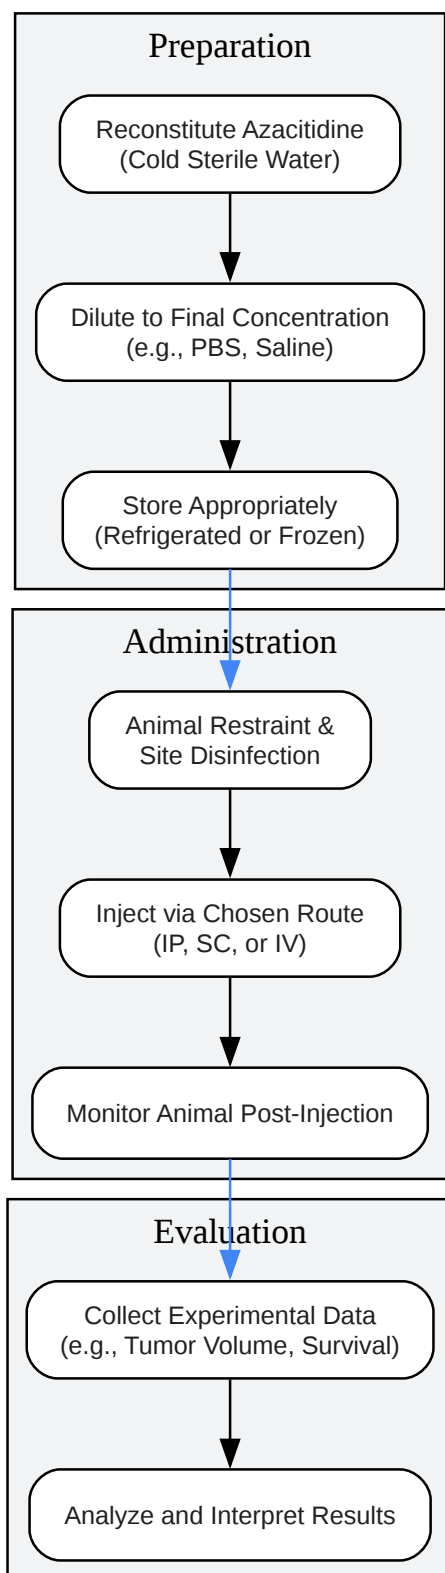 Preparation
Reconstitute Azacitidine
(Cold Sterile Water)
Dilute to Final Concentration
(e.g., PBS, Saline)
Store Appropriately
(Refrigerated or Frozen)
Administration
Animal Restraint &
Site Disinfection
Inject via Chosen Route
(IP, SC, or IV)
Monitor Animal Post-Injection
Evaluation
Collect Experimental Data
(e.g., Tumor Volume, Survival)
Analyze and Interpret Results